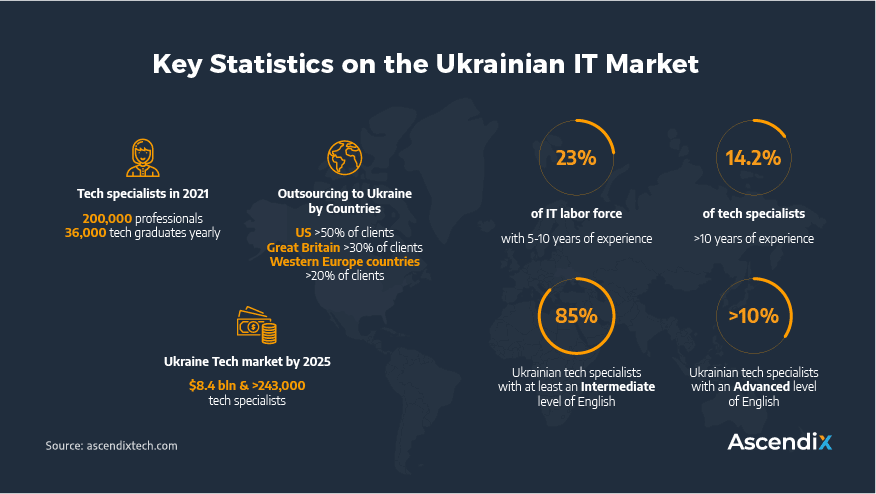 Key Statistics on the Ukrainian IT Market
Tech specialists in 2021
200,000 professionals
36,000 tech graduates yearly
Outsourcing to Ukraine
by Countries
US >50% of clients
Great Britain >30% of clients
Western Europe countries
>20% of clients
Ukraine Tech market by 2025
$8.4 bln & >243,000
tech specialists
23%
of IT labor force
with 5-10 years of experience
14.2%
of tech specialists
>10 years of experience
85%
Ukrainian tech specialists
with at least an Intermediate
level of English
>10%
Ukrainian tech specialists
with an Advanced level
of English
Source: ascendixtech.com
Ascendix